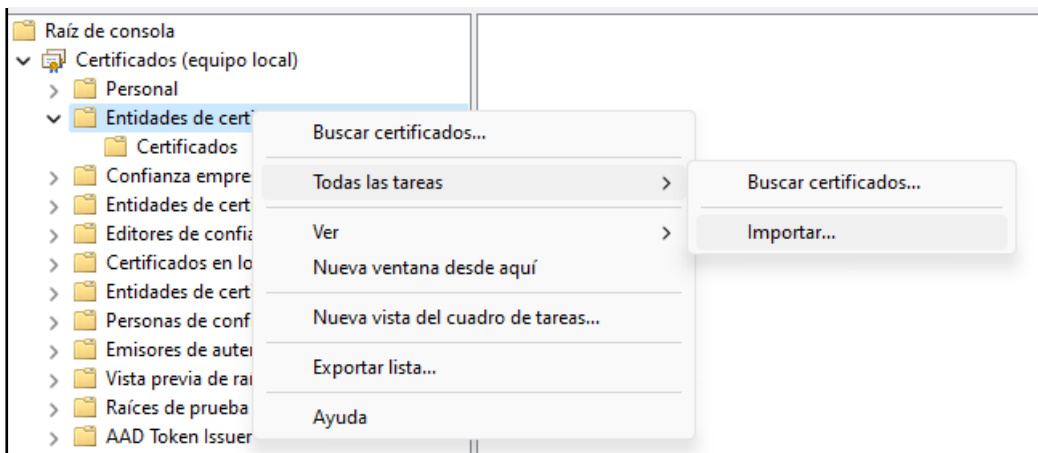 Raíz de consola
Certificados (equipo local)
Personal
Entidades de cert
Certificados
Confianza empre
Entidades de cert
Editores de confia
Certificados en lo
Entidades de cert
Personas de conf
Emisores de auter
Vista previa de rai
Raíces de prueba
AAD Token Issuer
Buscar certificados...
Todas las tareas
Ver
Nueva ventana desde aquí
Nueva vista del cuadro de tareas...
Exportar lista...
Ayuda
Buscar certificados...
Importar...